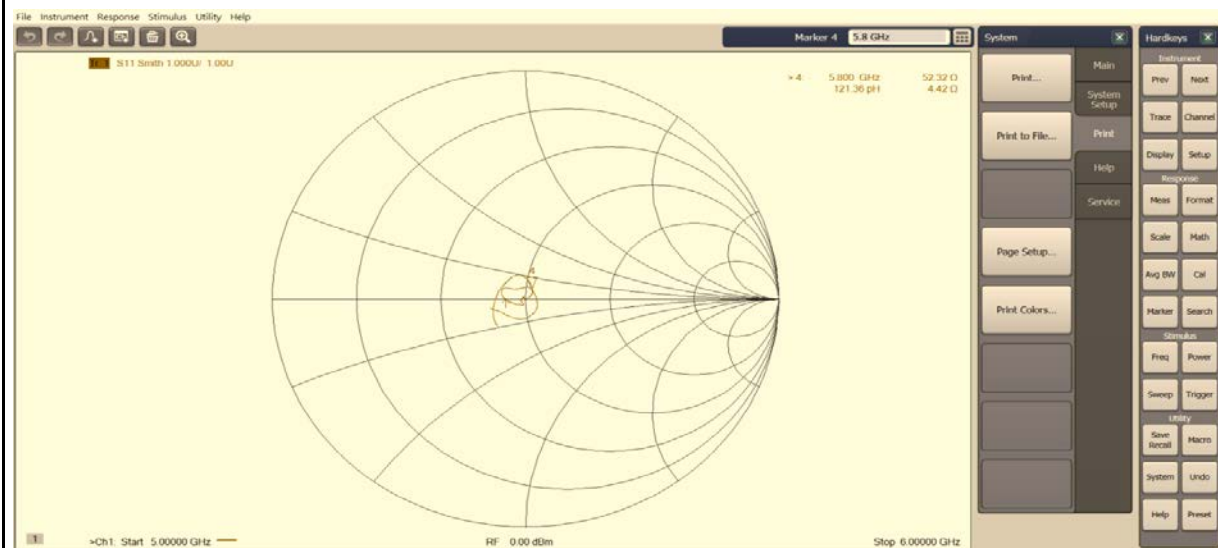 File Instrument Response Stimulus Utility Help
Marker 4 5.8 GHz
Tr 1 S11 Smith 1.000U/ 1.00U
>4 5.800 GHz 52.32 Ω
121.36 pH 4.42 Ω
4
1
>Ch1: Start 5.00000 GHz
RF 0.00 dBm
Stop 6.00000 GHz
System
Print...
Print to File...
Page Setup...
Print Colors...
Main
System Setup
Print
Help
Service
Hardkeys
Instrument
Prev Next
Trace Channel
Display Setup
Response
Meas Format
Scale Math
Avg BW Cal
Marker Search
Stimulus
Freq Power
Sweep Trigger
Utility
Save Recall Macro
System Undo
Help Preset